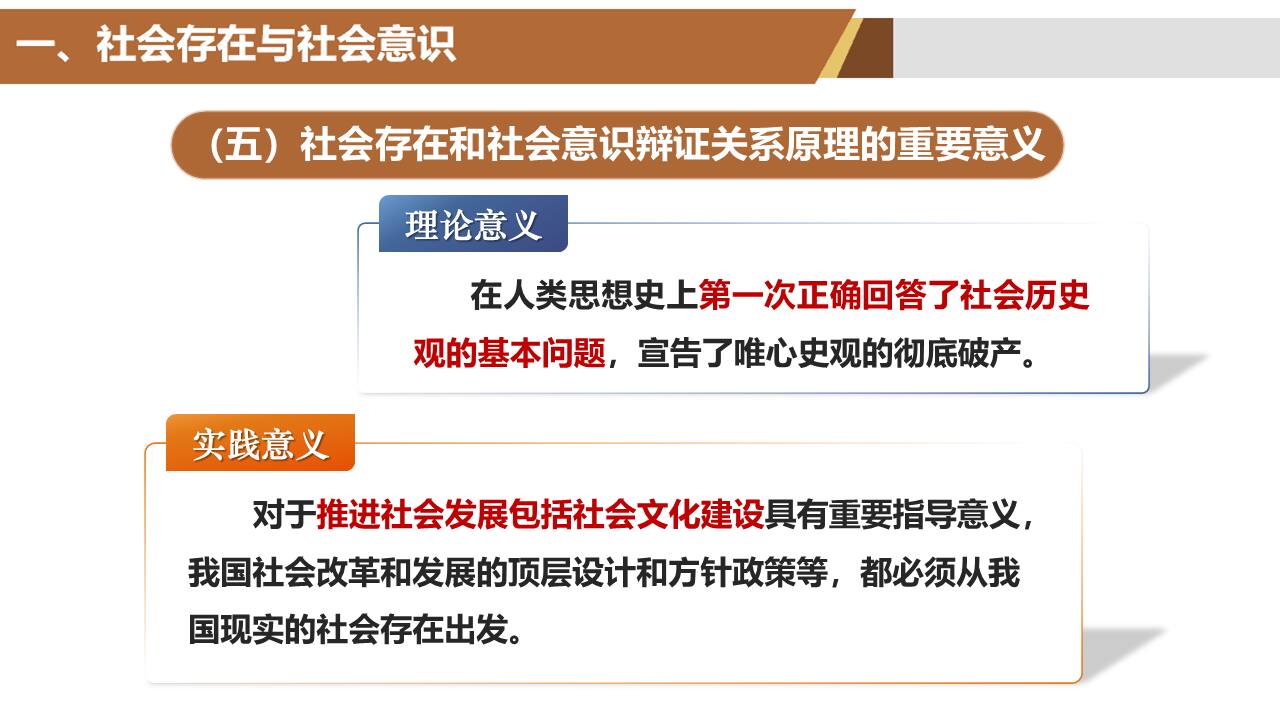 一、社会存在与社会意识
（五）社会存在和社会意识辩证关系原理的重要意义
理论意义
在人类思想史上第一次正确回答了社会历史
观的基本问题，宣告了唯心史观的彻底破产。
实践意义
对于推进社会发展包括社会文化建设具有重要指导意义，
我国社会改革和发展的顶层设计和方针政策等，都必须从我
国现实的社会存在出发。